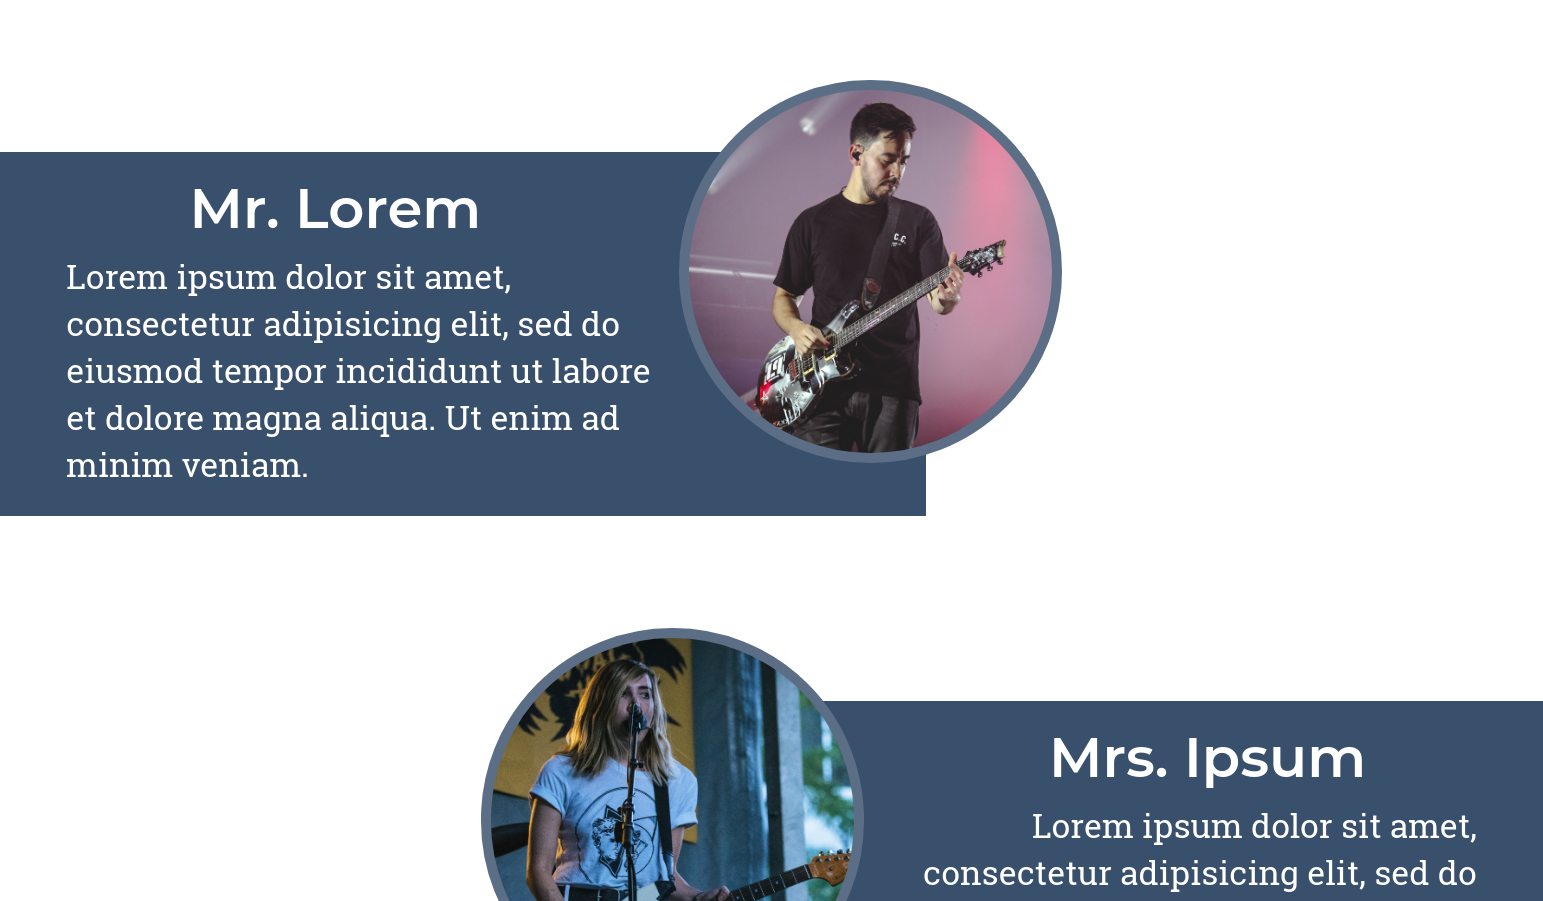 Mr. Lorem
Lorem ipsum dolor sit amet,
consectetur adipisicing elit, sed do
eiusmod tempor incididunt ut labore
et dolore magna aliqua. Ut enim ad
minim veniam.
C.C.
Mrs. Ipsum
Lorem ipsum dolor sit amet,
consectetur adipisicing elit, sed do